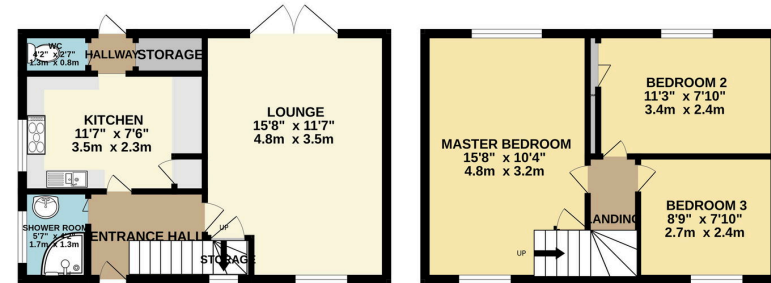 WC
4'2" x 2'7"
1.3m x 0.8m
HALLWAY
STORAGE
KITCHEN
11'7" x 7'6"
3.5m x 2.3m
LOUNGE
15'8" x 11'7"
4.8m x 3.5m
SHOWER ROOM
5'7" x 4'2"
1.7m x 1.3m
ENTRANCE HALL
UP
STORAGE
MASTER BEDROOM
15'8" x 10'4"
4.8m x 3.2m
BEDROOM 2
11'3" x 7'10"
3.4m x 2.4m
BEDROOM 3
8'9" x 7'10"
2.7m x 2.4m
LANDING
UP